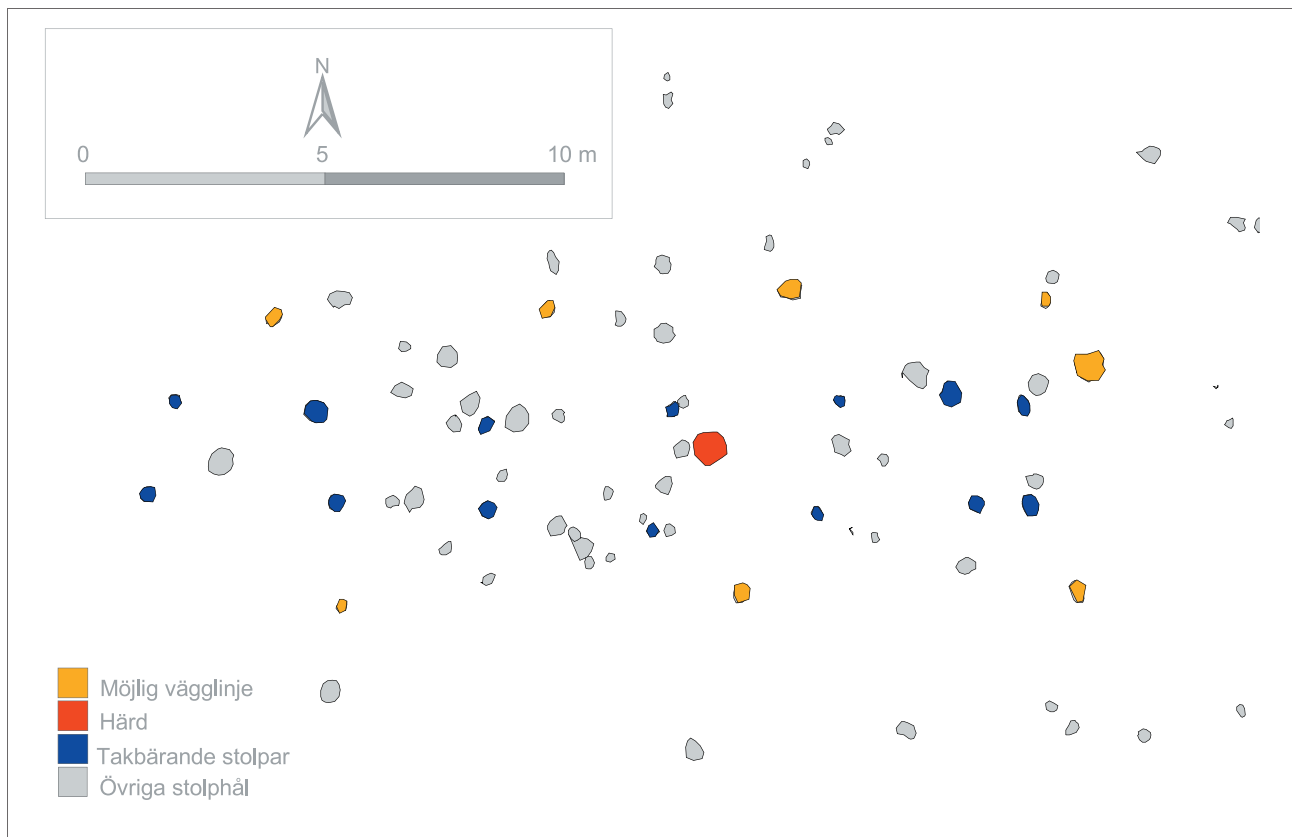 N
0 5 10 m
Möjlig vägglinje
Härd
Takbärande stolpar
Övriga stolphål